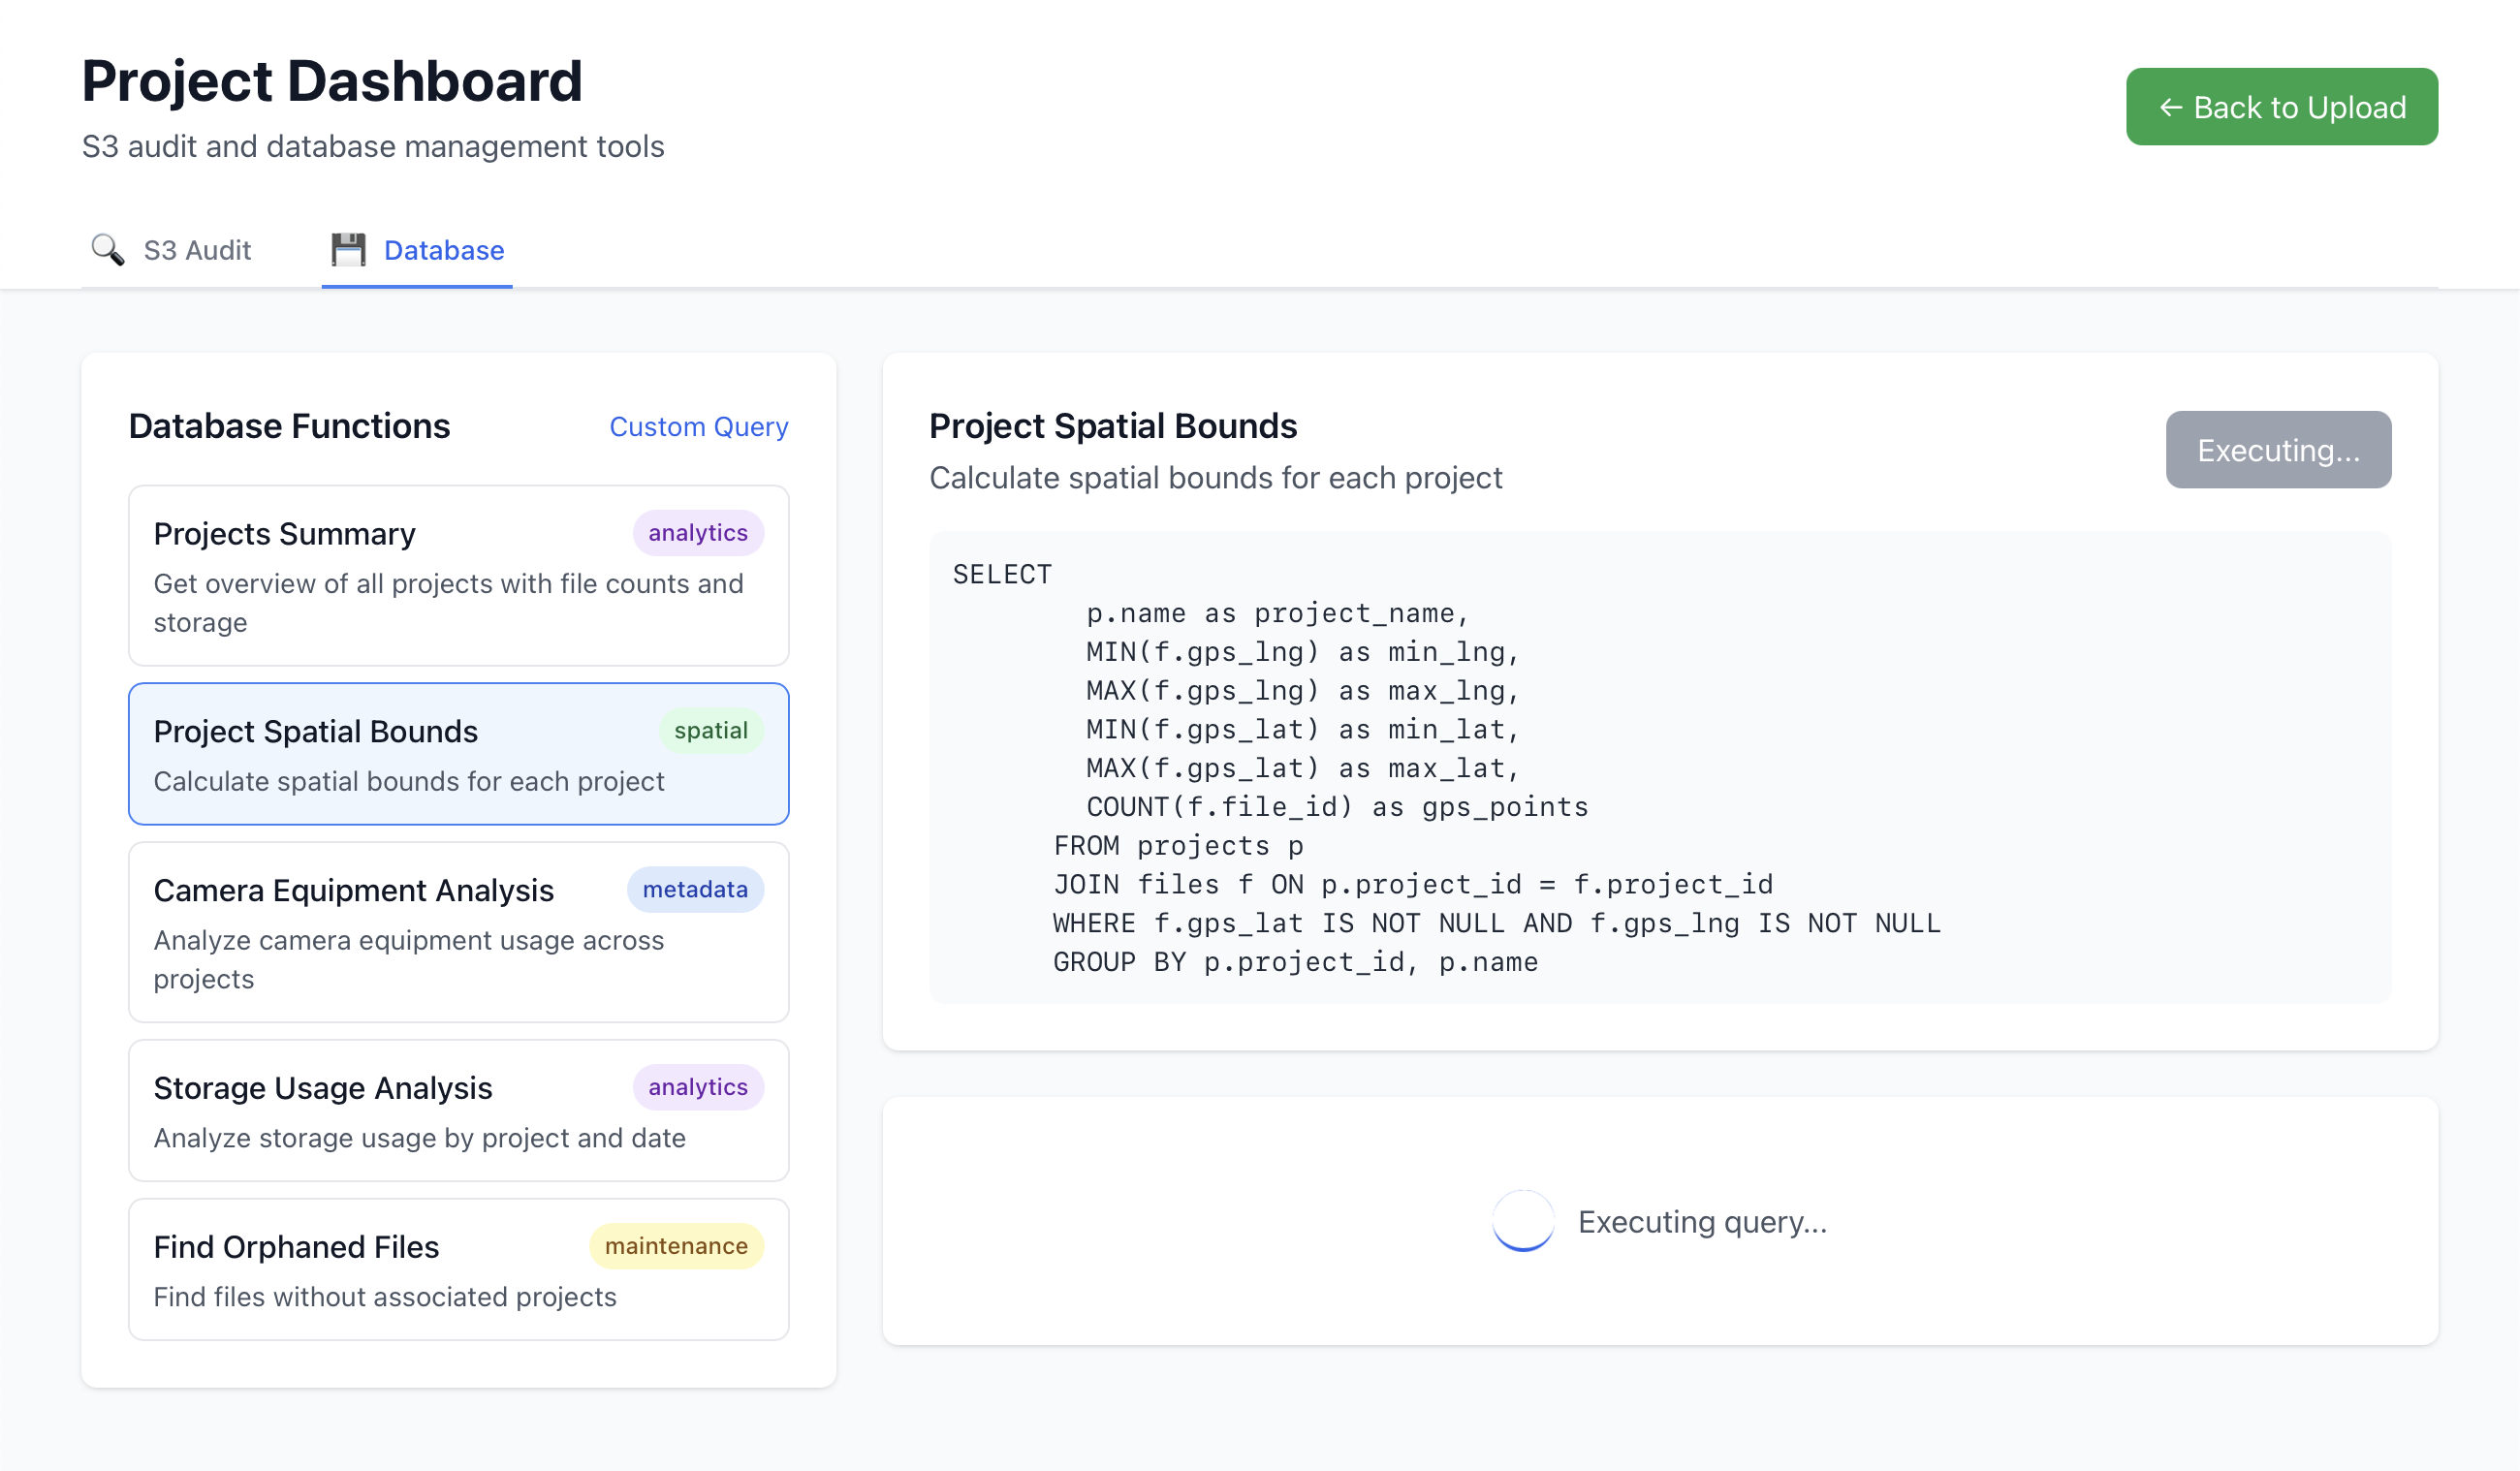 Project Dashboard
S3 audit and database management tools
← Back to Upload
S3 Audit
Database
Database Functions
Custom Query
Projects Summary
analytics
Get overview of all projects with file counts and
storage
Project Spatial Bounds
spatial
Calculate spatial bounds for each project
Camera Equipment Analysis
metadata
Analyze camera equipment usage across
projects
Storage Usage Analysis
analytics
Analyze storage usage by project and date
Find Orphaned Files
maintenance
Find files without associated projects
Project Spatial Bounds
Calculate spatial bounds for each project
Executing...
SELECT
p.name as project_name,
MIN(f.gps_lng) as min_lng,
MAX(f.gps_lng) as max_lng,
MIN(f.gps_lat) as min_lat,
MAX(f.gps_lat) as max_lat,
COUNT(f.file_id) as gps_points
FROM projects p
JOIN files f ON p.project_id = f.project_id
WHERE f.gps_lat IS NOT NULL AND f.gps_lng IS NOT NULL
GROUP BY p.project_id, p.name
Executing query...